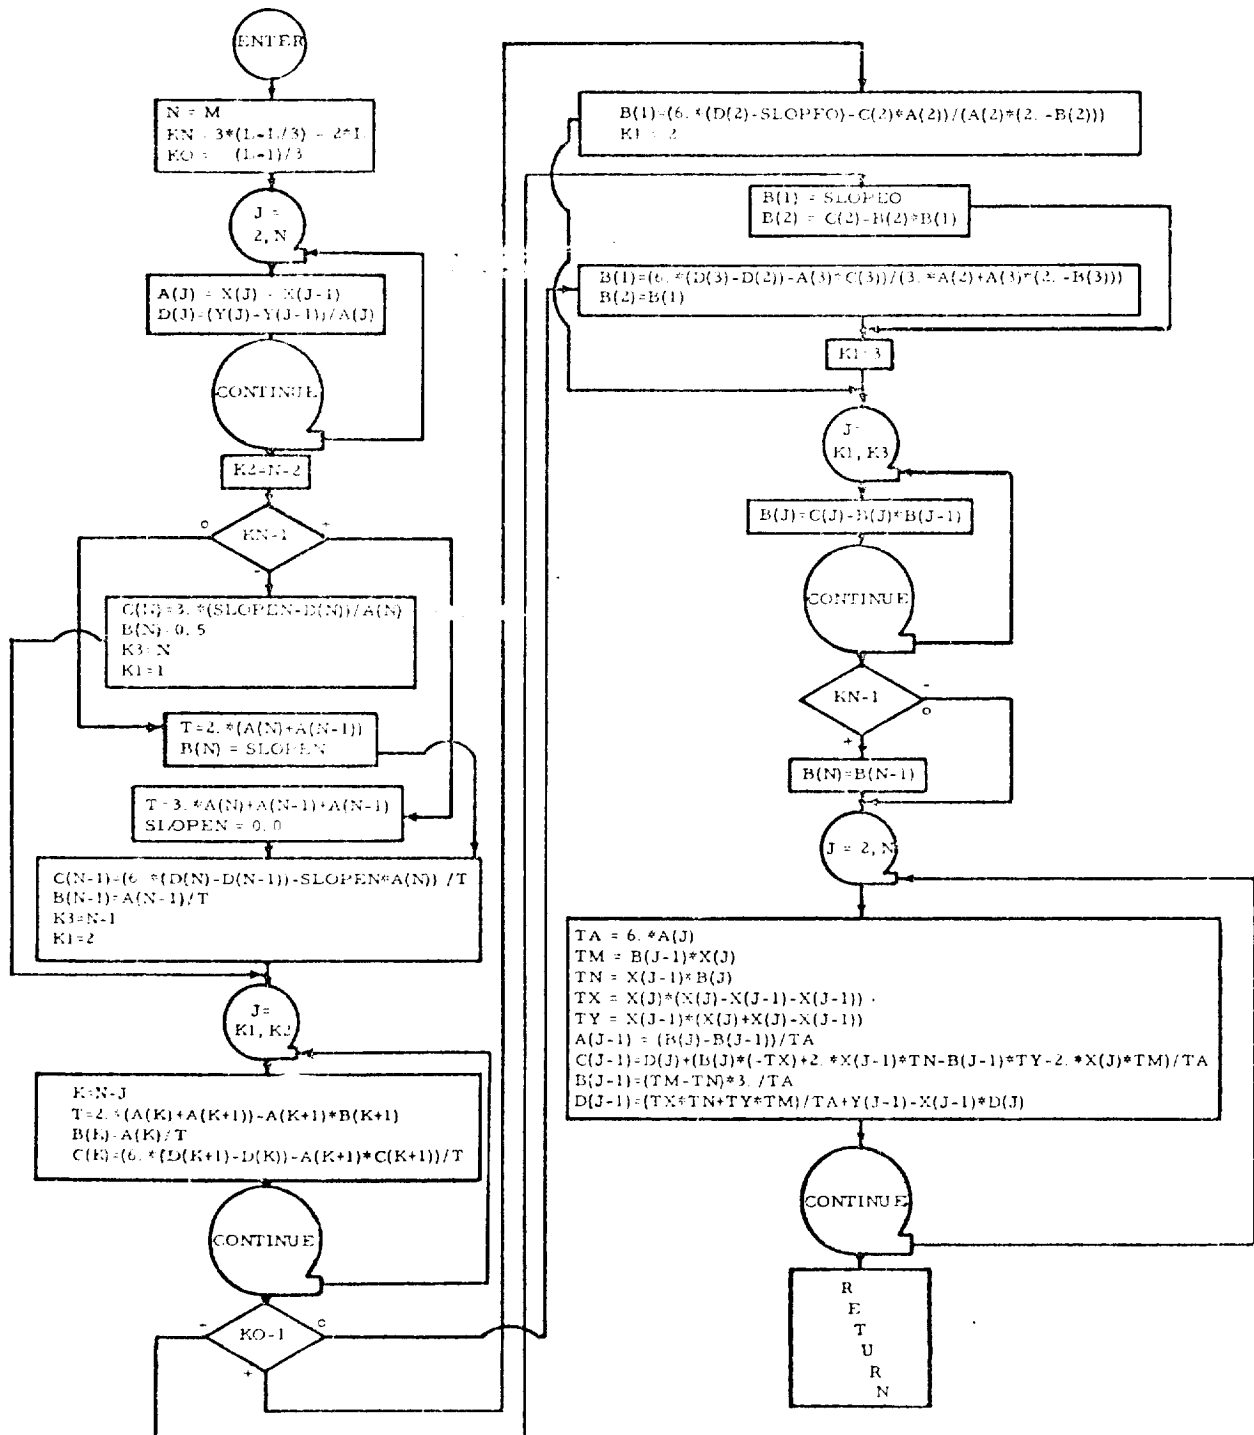 ENTER
N = M
KN = 3*(L-L/3) - 2*L
KO = (L-1)/3
J =
2, N
A(J) = X(J) - X(J-1)
D(J)=(Y(J)-Y(J-1))/A(J)
CONTINUE
K2=N-2
KN-1
o
+
-
C(N)=3.*(SLOPEN-D(N))/A(N)
B(N)=0.5
K3=N
K1=1
T=2.*(A(N)+A(N-1))
B(N) = SLOPEN
T=3.*A(N)+A(N-1)+A(N-1)
SLOPEN = 0.0
C(N-1)=(6.*(D(N)-D(N-1))-SLOPEN*A(N))/T
B(N-1)=A(N-1)/T
K3=N-1
K1=2
J=
K1, K2
K=N-J
T=2.*(A(K)+A(K+1))-A(K+1)*B(K+1)
B(K)=A(K)/T
C(K)=(6.*(D(K+1)-D(K))-A(K+1)*C(K+1))/T
CONTINUE
KO-1
-
o
+
B(1)=(6.*(D(2)-SLOPEO)-C(2)*A(2))/(A(2)*(2.-B(2)))
K1 = 2
B(1) = SLOPEO
B(2) = C(2)-B(2)*B(1)
B(1)=(6.*(D(3)-D(2))-A(3)*C(3))/(3.*A(2)+A(3)*(2.-B(3)))
B(2)=B(1)
K1=3
J=
K1, K3
B(J)=C(J)-B(J)*B(J-1)
CONTINUE
KN-1
-
o
+
B(N)=B(N-1)
J = 2, N
TA = 6.*A(J)
TM = B(J-1)*X(J)
TN = X(J-1)*B(J)
TX = X(J)*(X(J)-X(J-1)-X(J-1))
TY = X(J-1)*(X(J)+X(J)-X(J-1))
A(J-1) = (B(J)-B(J-1))/TA
C(J-1)=D(J)+(B(J)*(-TX)+2.*X(J-1)*TN-B(J-1)*TY-2.*X(J)*TM)/TA
B(J-1)=(TM-TN)*3./TA
D(J-1)=(TX*TN+TY*TM)/TA+Y(J-1)-X(J-1)*D(J)
CONTINUE
R
E
T
U
R
N